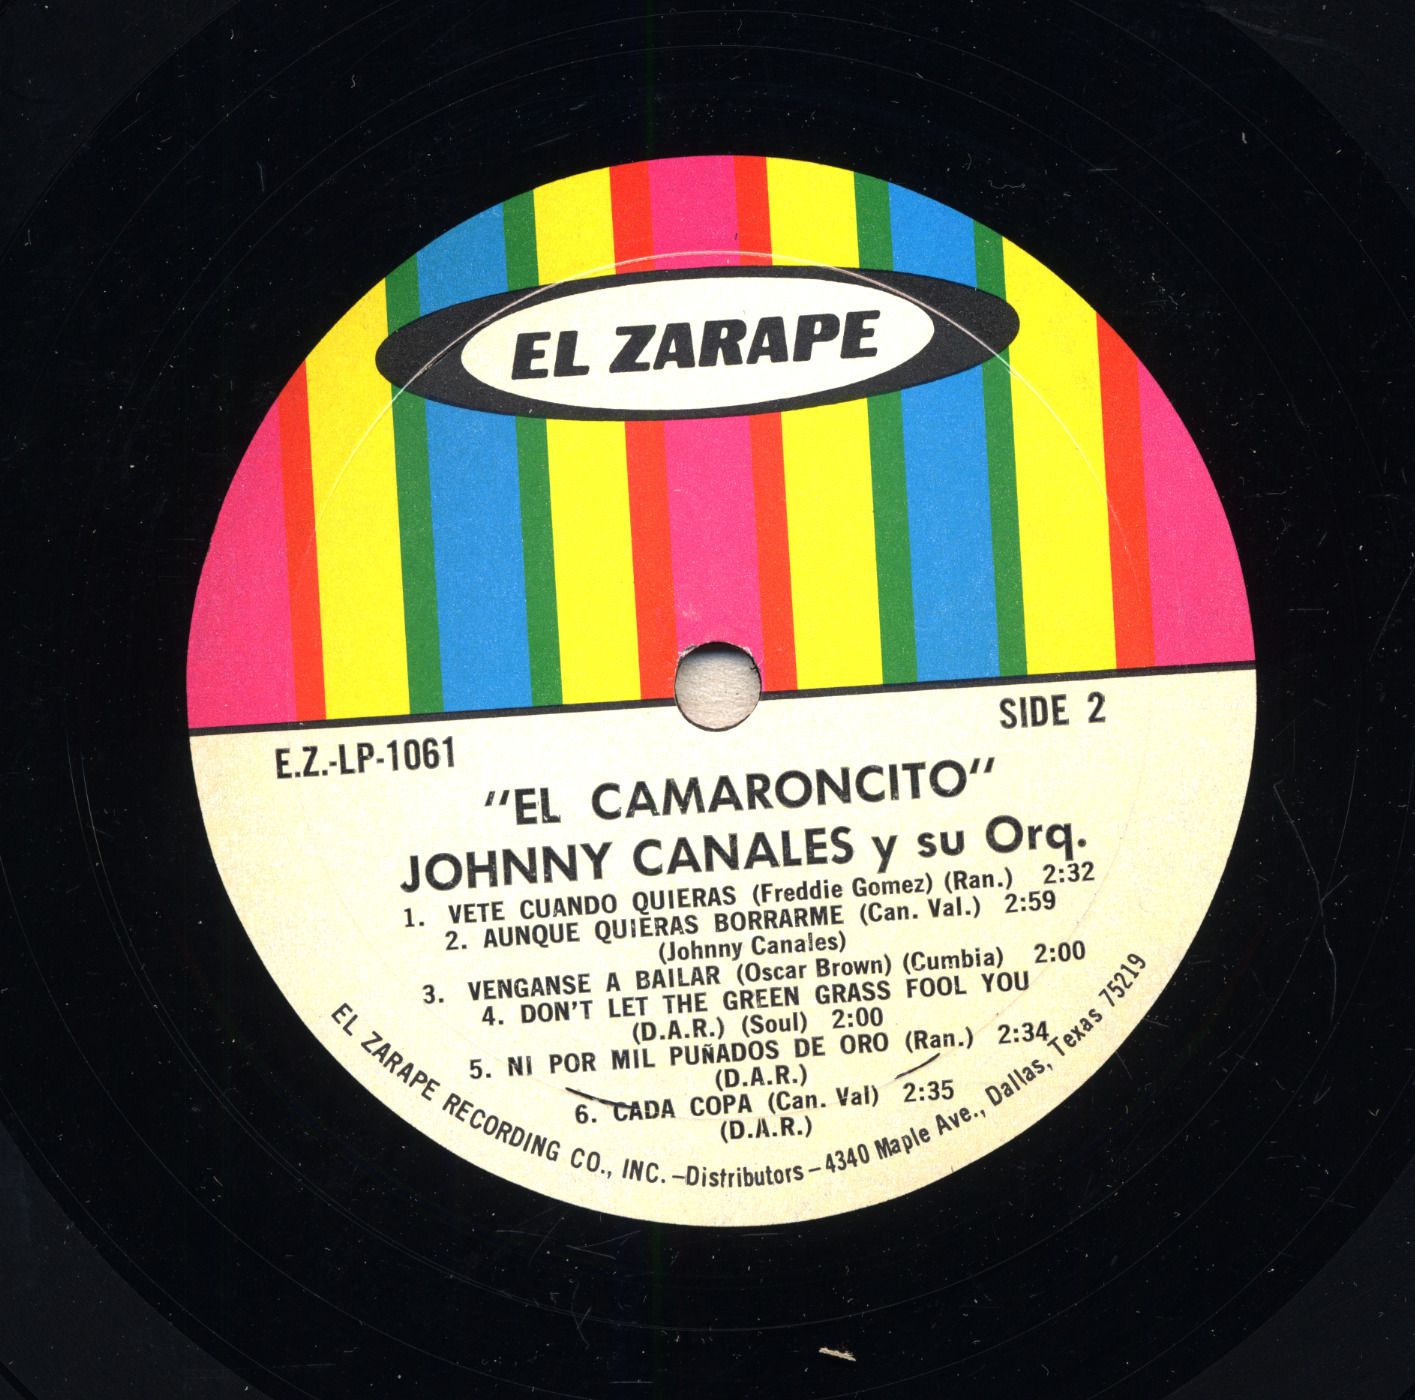 EL ZARAPE
SIDE 2
E.Z.-LP-1061
"EL CAMARONCITO"
JOHNNY CANALES y su Orq.
1. VETE CUANDO QUIERAS (Freddie Gomez) (Ran.) 2:32
2. AUNQUE QUIERAS BORRARME (Can. Val.) 2:59
(Johnny Canales)
3. VENGANSE A BAILAR (Oscar Brown) (Cumbia) 2:00
4. DON'T LET THE GREEN GRASS FOOL YOU
(D.A.R.) (Soul) 2:00
5. NI POR MIL PUÑADOS DE ORO (Ran.) 2:34
(D.A.R.)
6. CADA COPA (Can. Val) 2:35
(D.A.R.)
EL ZARAPE RECORDING CO., INC. -Distributors- 4340 Maple Ave., Dallas, Texas 75219